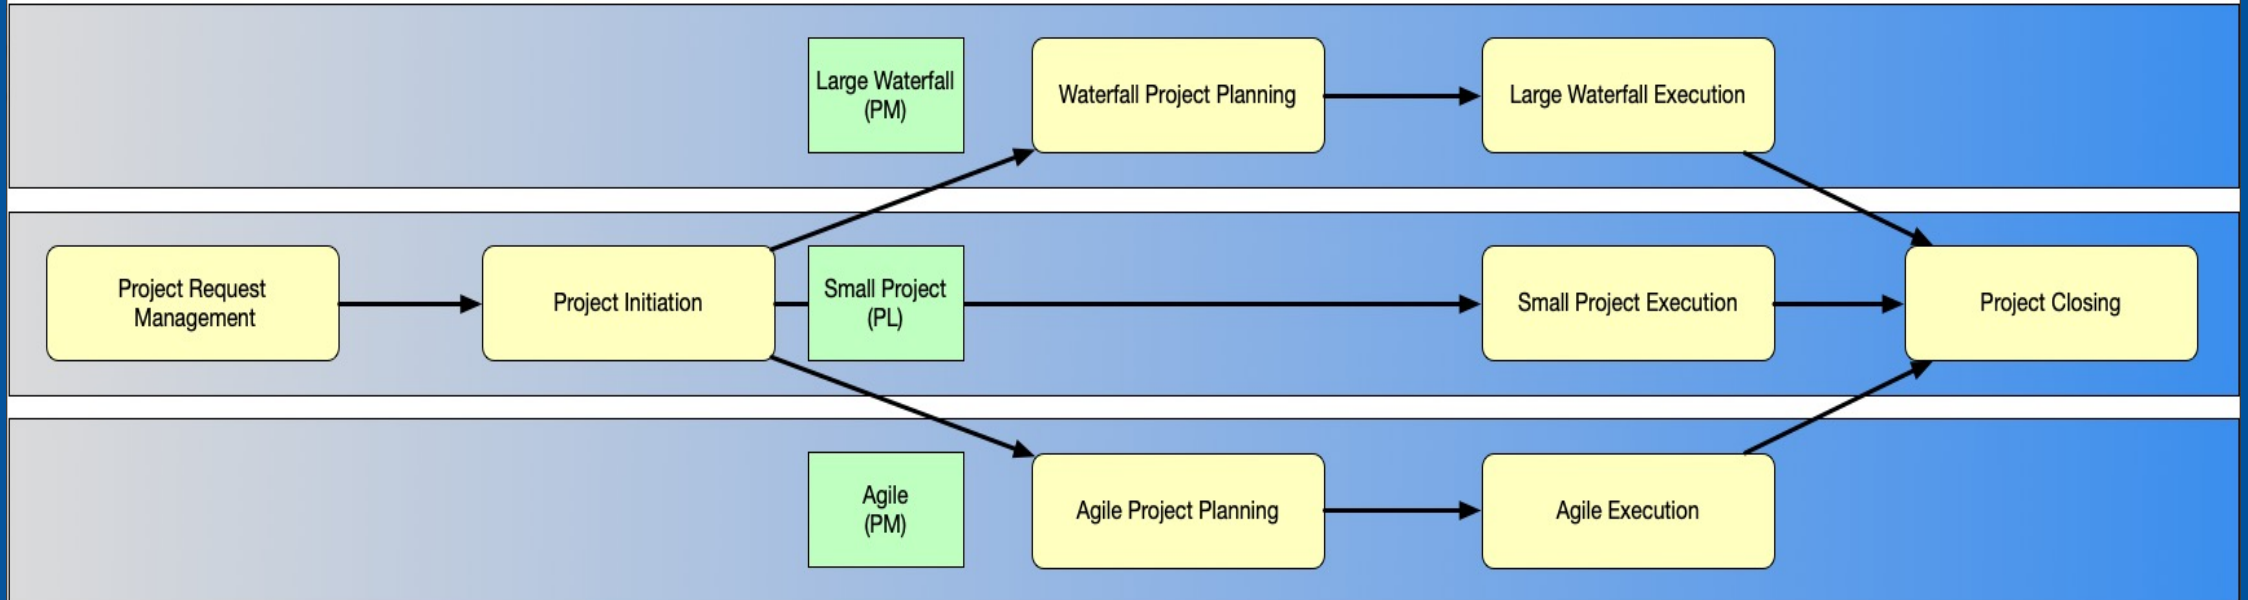 Large Waterfall
(PM)
Waterfall Project Planning
Large Waterfall Execution
Project Request
Management
Project Initiation
Small Project
(PL)
Small Project Execution
Project Closing
Agile
(PM)
Agile Project Planning
Agile Execution